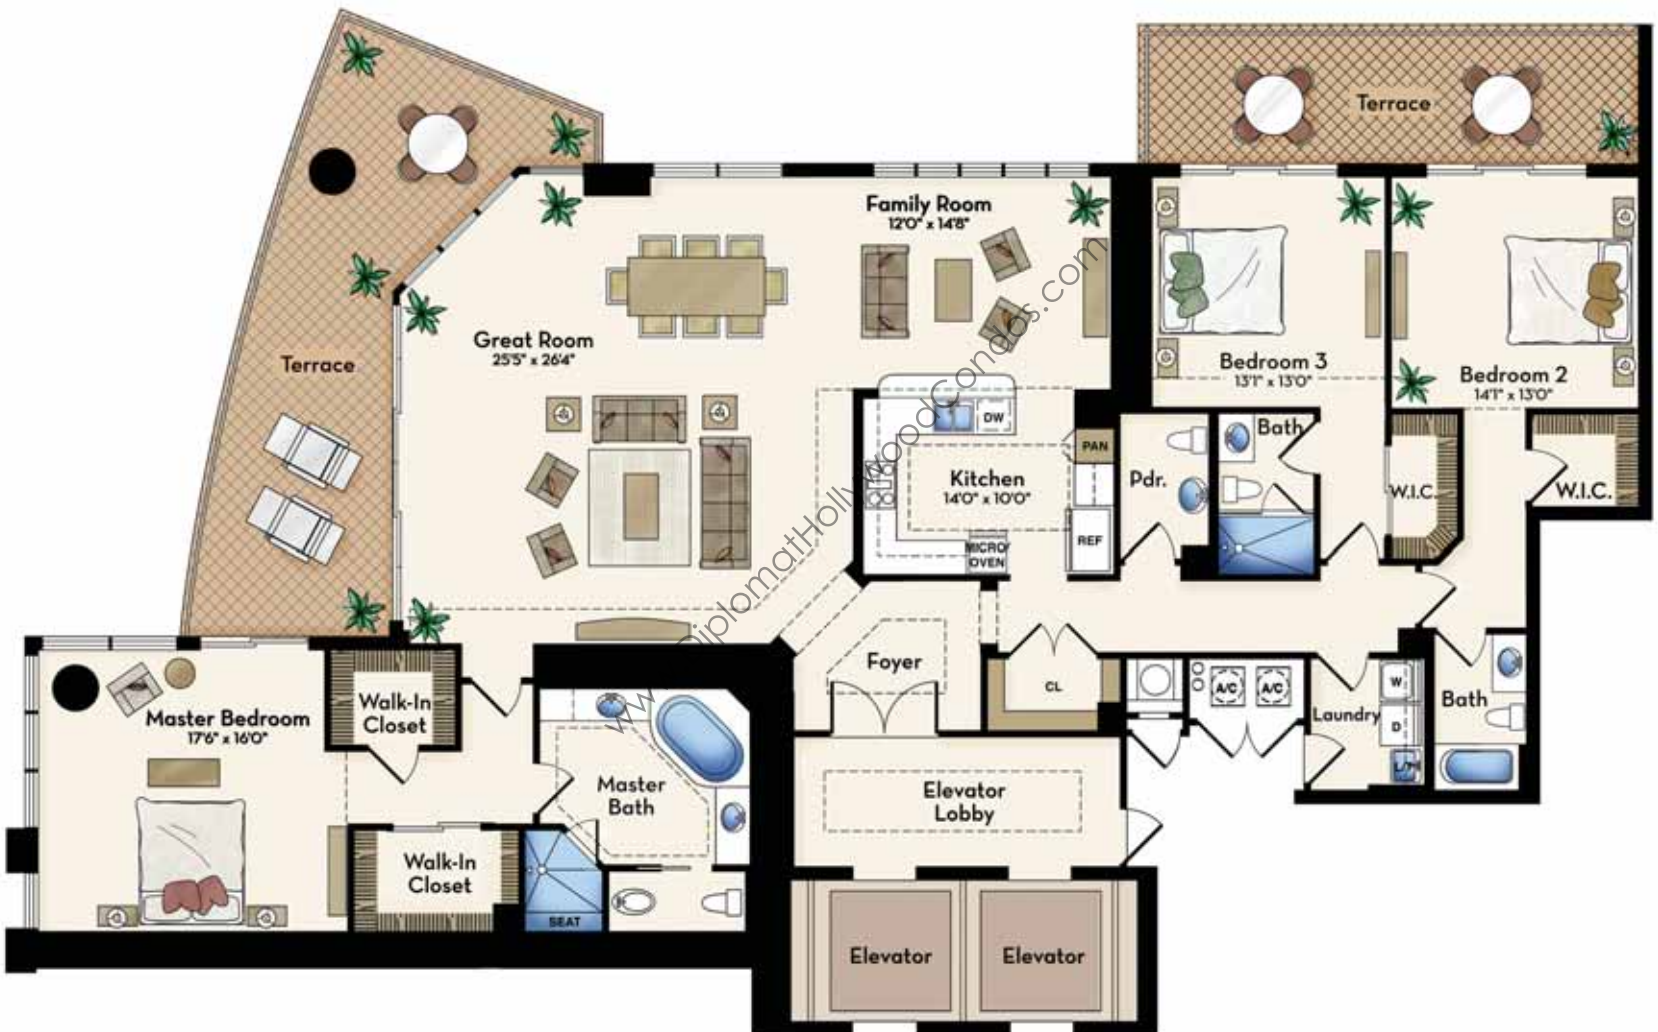 Terrace
Terrace
Family Room
12'0" x 14'8"
Great Room
25'5" x 26'4"
Bedroom 3
13'1" x 13'0"
Bedroom 2
14'1" x 13'0"
DW
PAN
Kitchen
14'0" x 10'0"
REF
MICRO/
OVEN
Pdr.
Bath
W.I.C.
W.I.C.
Foyer
CL
A/C
A/C
W
D
Laundry
Bath
Walk-In
Closet
Master Bedroom
17'6" x 16'0"
Master
Bath
Elevator
Lobby
Walk-In
Closet
SEAT
Elevator
Elevator
www.DiplomatHollywoodCondos.com